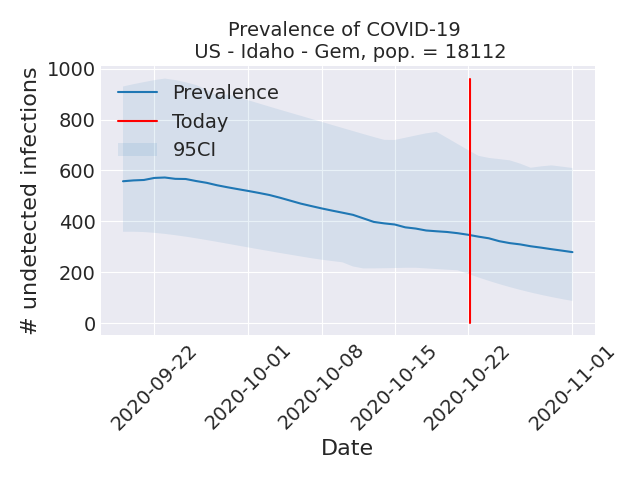 Prevalence of COVID-19
US - Idaho - Gem, pop. = 18112
1000
800
600
400
200
0
# undetected infections
Prevalence
Today
95CI
2020-09-22
2020-10-01
2020-10-08
2020-10-15
2020-10-22
2020-11-01
Date